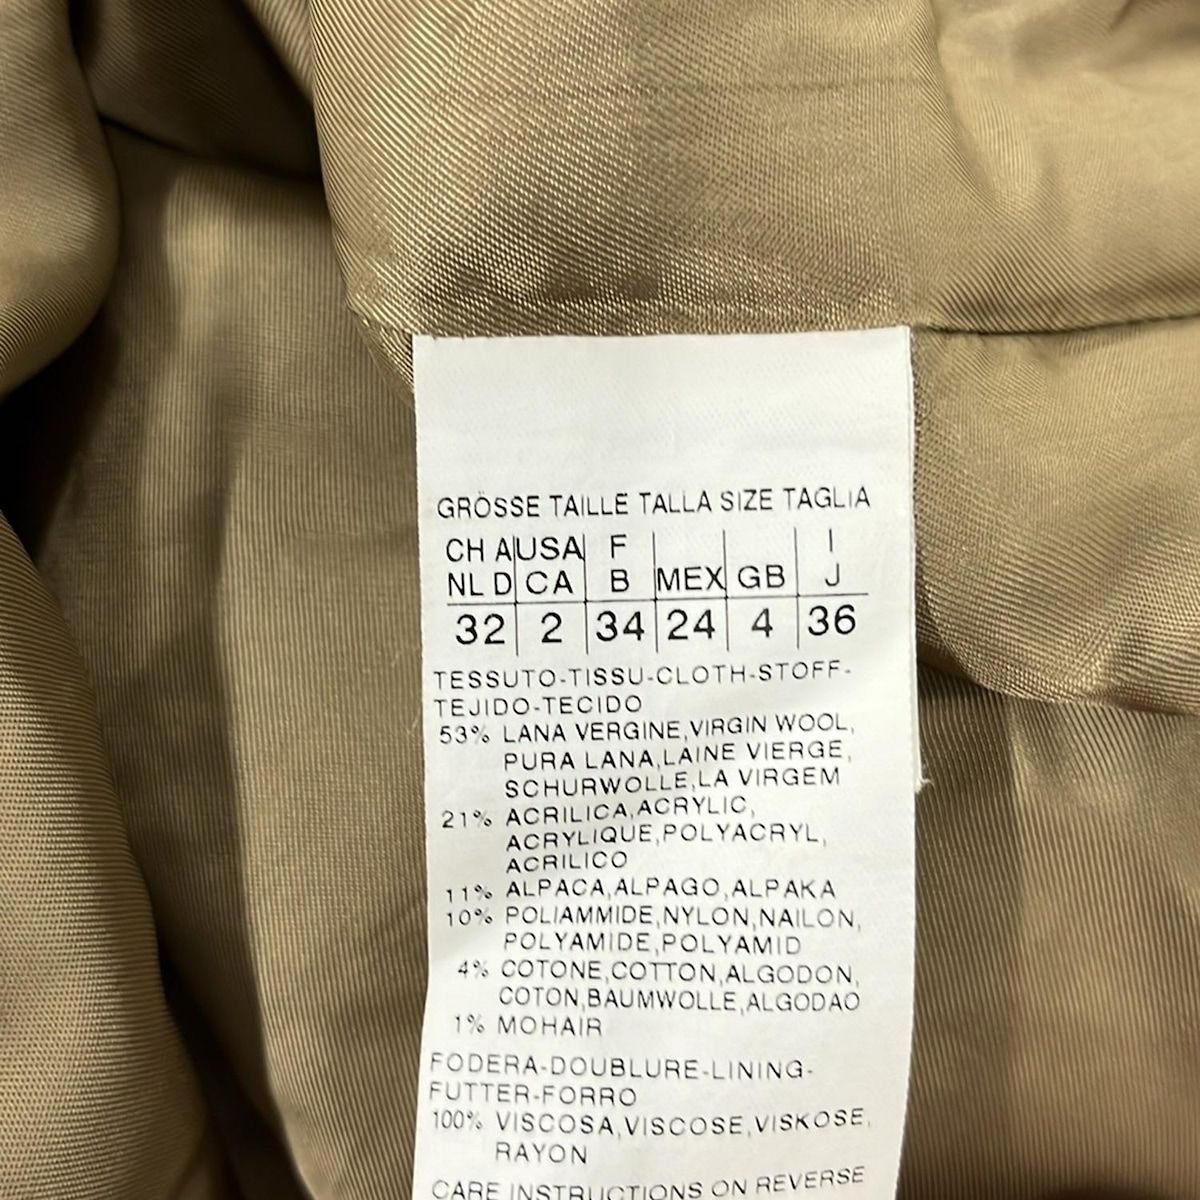 GRÖSSE TAILLE TALLA SIZE TAGLIA
CH A USA F I
NL D CA B MEX GB J
32 2 34 24 4 36
TESSUTO-TISSU-CLOTH-STOFF-
TEJIDO-TECIDO
53% LANA VERGINE,VIRGIN WOOL,
PURA LANA,LAINE VIERGE,
SCHURWOLLE,LA VIRGEM
21% ACRILICA,ACRYLIC,
ACRYLIQUE,POLYACRYL,
ACRILICO
11% ALPACA,ALPAGO,ALPAKA
10% POLIAMMIDE,NYLON,NAILON,
POLYAMIDE,POLYAMID
4% COTONE,COTTON,ALGODON,
COTON,BAUMWOLLE,ALGODAO
1% MOHAIR
FODERA-DOUBLURE-LINING-
FUTTER-FORRO
100% VISCOSA,VISCOSE,VISKOSE,
RAYON
CARE INSTRUCTIONS ON REVERSE